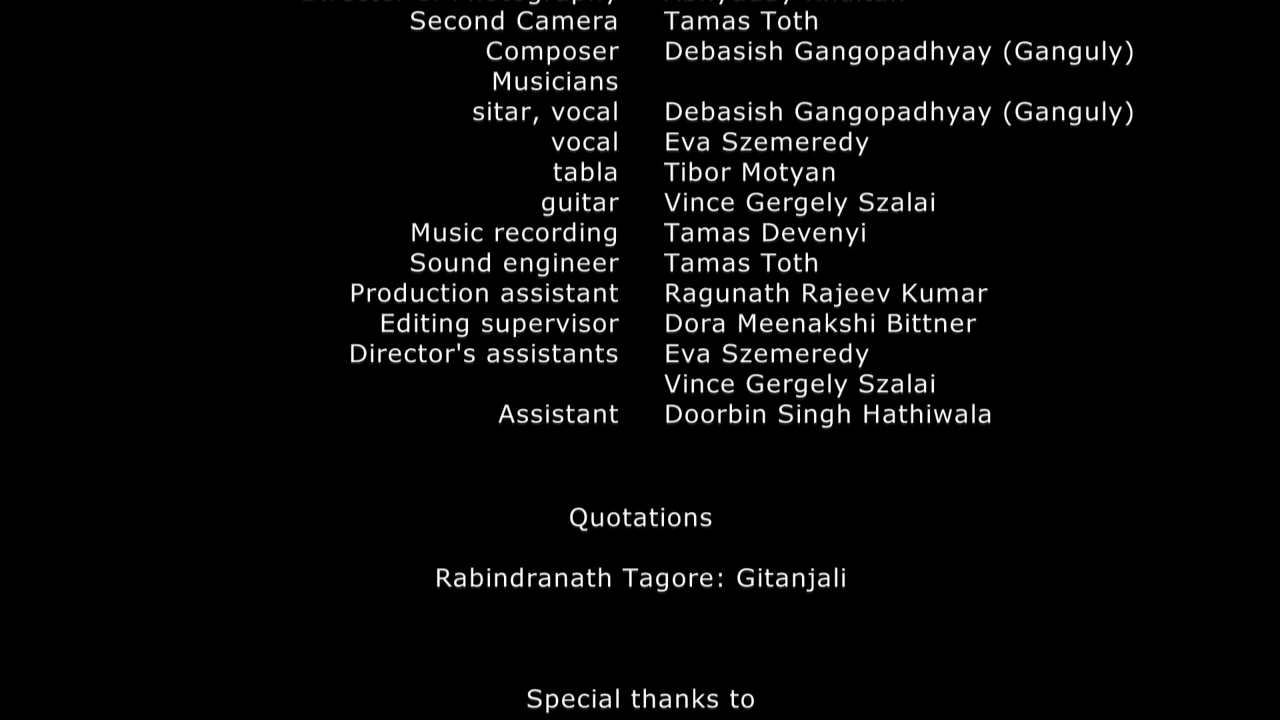 Second Camera Tamas Toth
Composer Debasish Gangopadhyay (Ganguly)
Musicians
sitar, vocal Debasish Gangopadhyay (Ganguly)
vocal Eva Szemeredy
tabla Tibor Motyan
guitar Vince Gergely Szalai
Music recording Tamas Devenyi
Sound engineer Tamas Toth
Production assistant Ragunath Rajeev Kumar
Editing supervisor Dora Meenakshi Bittner
Director's assistants Eva Szemeredy
Vince Gergely Szalai
Assistant Doorbin Singh Hathiwala
Quotations
Rabindranath Tagore: Gitanjali
Special thanks to